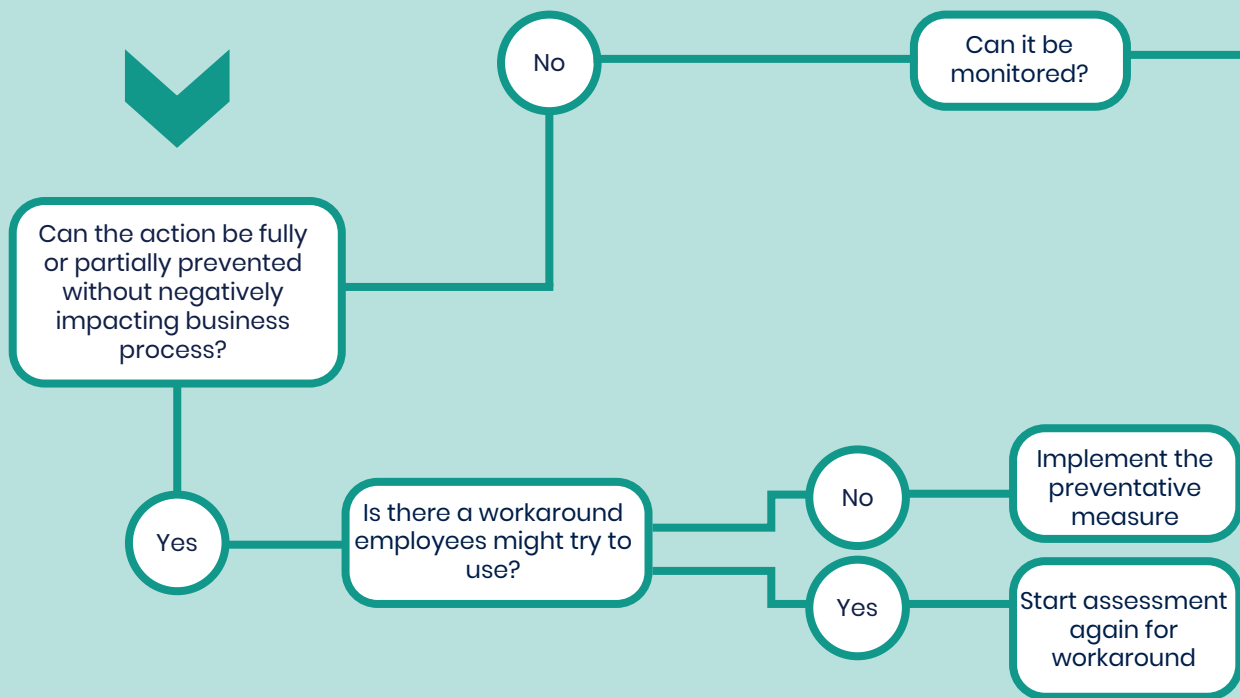 No
Can it be
monitored?
Can the action be fully
or partially prevented
without negatively
impacting business
process?
Yes
Is there a workaround
employees might try to
use?
No
Implement the
preventative
measure
Yes
Start assessment
again for
workaround